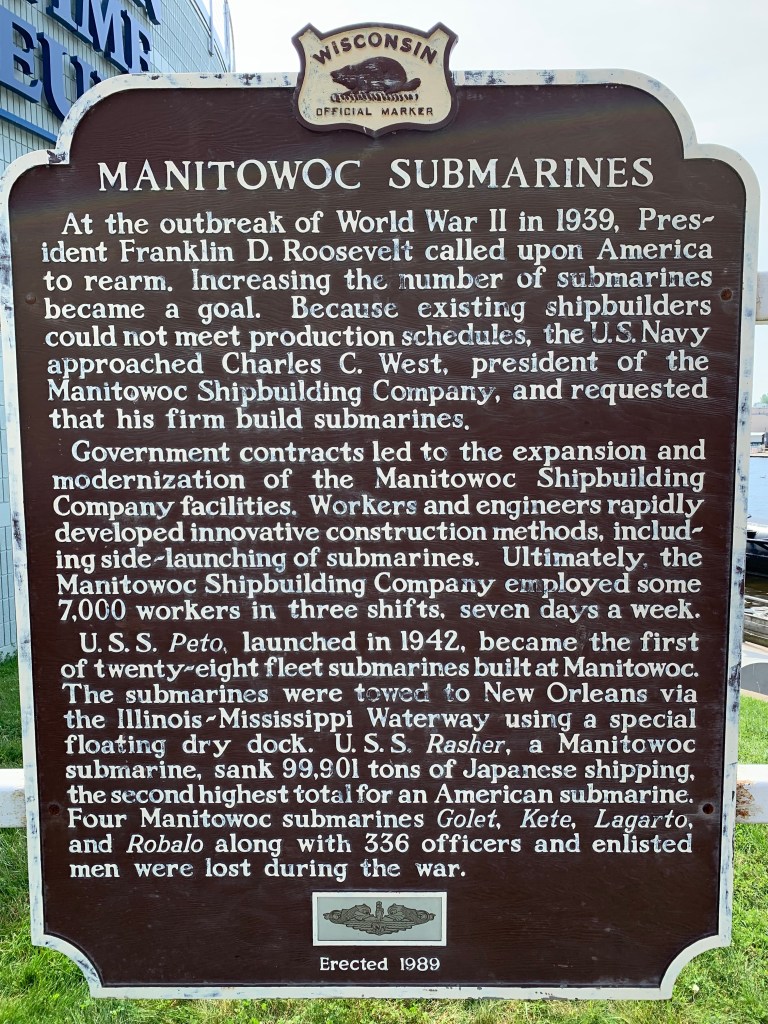 TIME
WISCONSIN
OFFICIAL MARKER
MANITOWOC SUBMARINES
At the outbreak of World War II in 1939, Pres-
ident Franklin D. Roosevelt called upon America
to rearm. Increasing the number of submarines
became a goal. Because existing shipbuilders
could not meet production schedules, the U.S. Navy
approached Charles C. West, president of the
Manitowoc Shipbuilding Company, and requested
that his firm build submarines.
Government contracts led to the expansion and
modernization of the Manitowoc Shipbuilding
Company facilities. Workers and engineers rapidly
developed innovative construction methods, includ-
ing side-launching of submarines. Ultimately, the
Manitowoc Shipbuilding Company employed some
7,000 workers in three shifts, seven days a week.
U.S.S. Peto, launched in 1942, became the first
of twenty-eight fleet submarines built at Manitowoc.
The submarines were towed to New Orleans via
the Illinois-Mississippi Waterway using a special
floating dry dock. U.S.S. Rasher, a Manitowoc
submarine, sank 99,901 tons of Japanese shipping,
the second highest total for an American submarine.
Four Manitowoc submarines Golet, Kete, Lagarto,
and Robalo along with 336 officers and enlisted
men were lost during the war.
Erected 1989